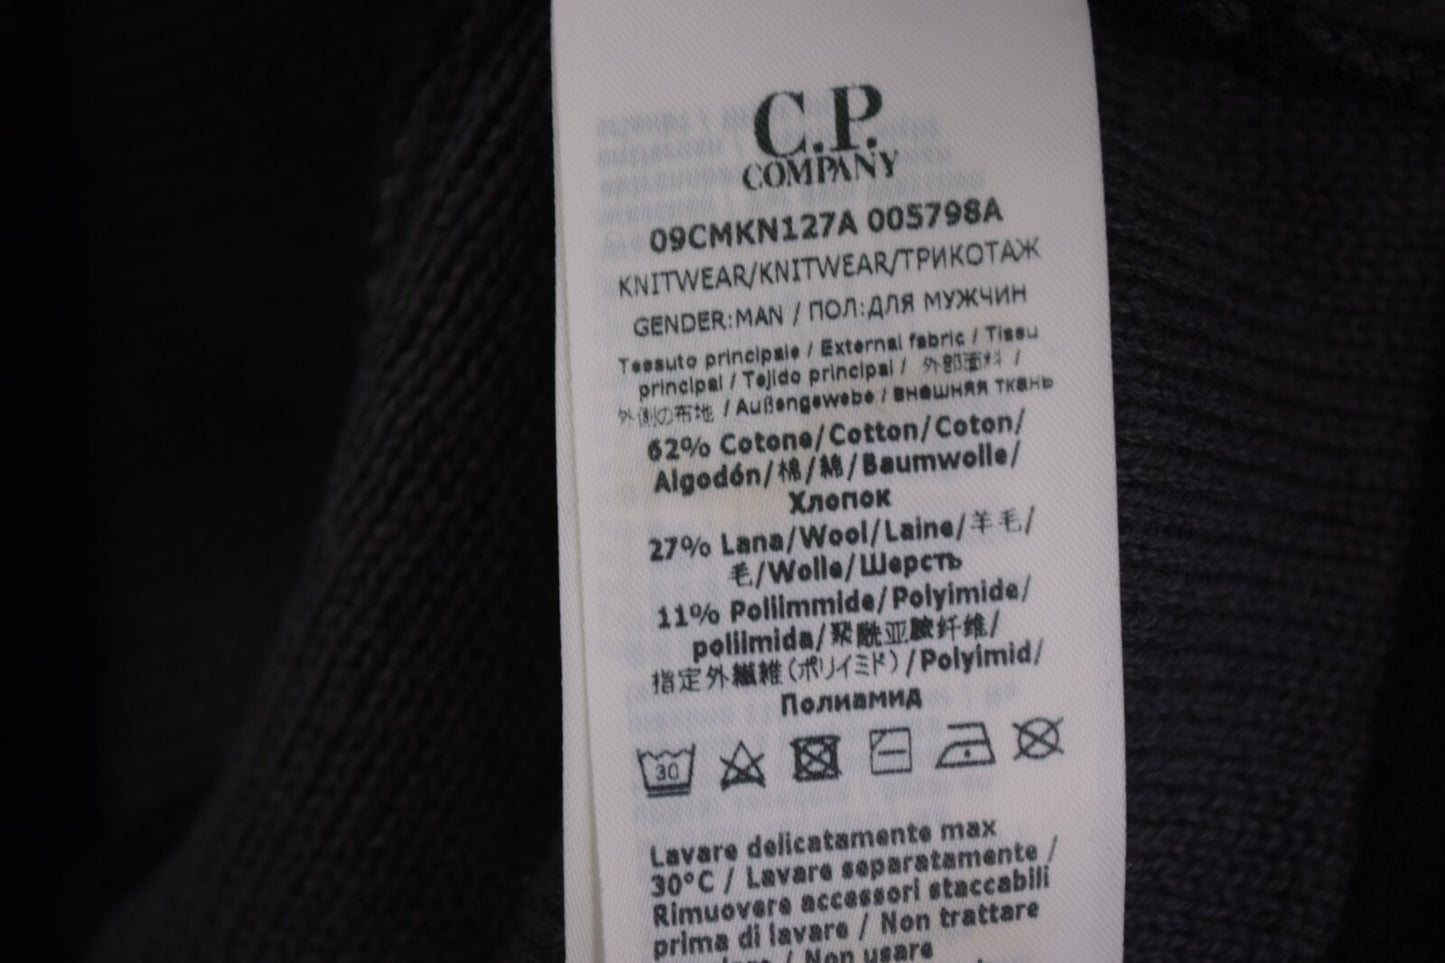 C.P.
COMPANY
09CMKN127A 005798A
KNITWEAR/KNITWEAR/ТРИКОТАЖ
GENDER:MAN / ПОЛ:ДЛЯ МУЖЧИН
Tessuto principale / External fabric / Tissu
principal / Tejido principal / 外部面料 /
外側の布地 / Außengewebe / внешняя ткань
62% Cotone/Cotton/Coton/
Algodón/棉/綿/Baumwolle/
Хлопок
27% Lana/Wool/Laine/羊毛/
毛/Wolle/Шерсть
11% Poliimmide/Polyimide/
poliimida/聚酰亚胺纤维/
指定外繊維(ポリイミド)/Polyimid/
Полиамид
30
Lavare delicatamente max
30°C / Lavare separatamente /
Rimuovere accessori staccabili
prima di lavare / Non trattare
/ Non usare